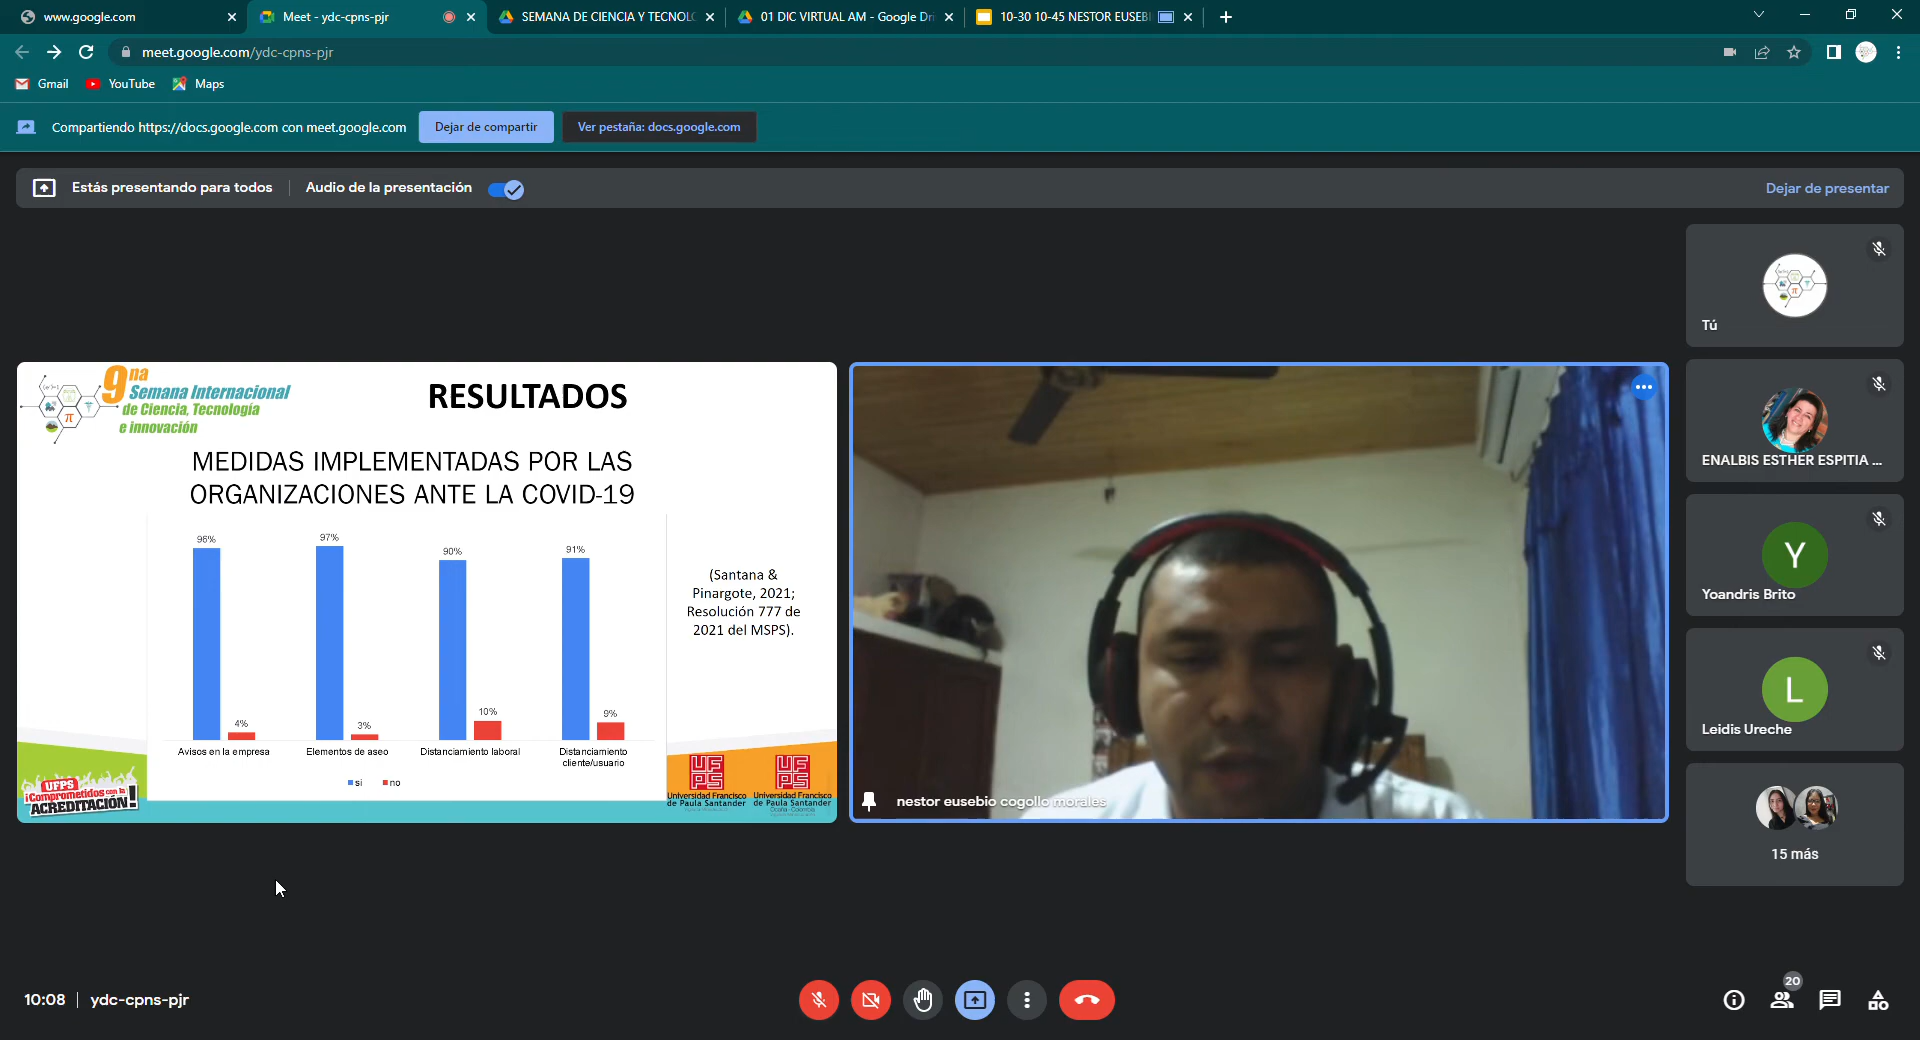 www.google.com
Meet - ydc-cpns-pjr
SEMANA DE CIENCIA Y TECNOL
01 DIC VIRTUAL AM - Google Dri
10-30 10-45 NESTOR EUSEBI
meet.google.com/ydc-cpns-pjr
Gmail
YouTube
Maps
Compartiendo https://docs.google.com con meet.google.com
Dejar de compartir
Ver pestaña: docs.google.com
Estás presentando para todos
Audio de la presentación
Dejar de presentar
9na
Semana Internacional
de Ciencia, Tecnología
e innovación
RESULTADOS
MEDIDAS IMPLEMENTADAS POR LAS
ORGANIZACIONES ANTE LA COVID-19
96%
4%
97%
3%
90%
10%
91%
9%
Avisos en la empresa
Elementos de aseo
Distanciamiento laboral
Distanciamiento
cliente/usuario
si
no
(Santana &
Pinargote, 2021;
Resolución 777 de
2021 del MSPS).
UFPS
¡Comprometidos con la
ACREDITACIÓN!
UFPS
Universidad Francisco
de Paula Santander
UFPS
Universidad Francisco
de Paula Santander
Ocaña - Colombia
nestor eusebio cogollo morales
Tú
ENALBIS ESTHER ESPITIA ...
Y
Yoandris Brito
L
Leidis Ureche
15 más
10:08
ydc-cpns-pjr
20